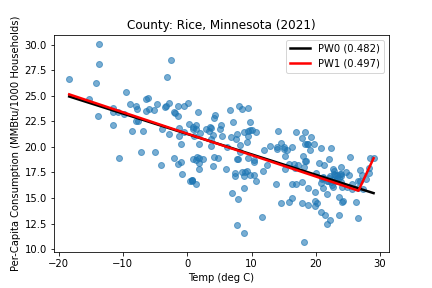 County: Rice, Minnesota (2021)
Per-Capita Consumption (MMBtu/1000 Households)
30.0
27.5
25.0
22.5
20.0
17.5
15.0
12.5
10.0
PW0 (0.482)
PW1 (0.497)
−20 −10 0 10 20 30
Temp (deg C)